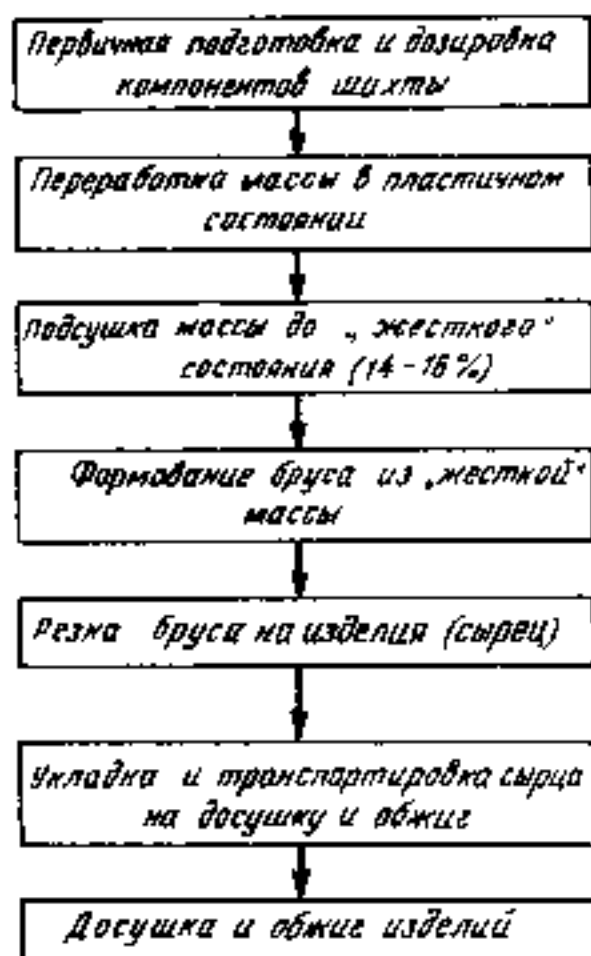 Первичная подготовка и дозировка
компонентов шихты
Переработка массы в пластичном
состоянии
Подсушка массы до „жесткого“
состояния (14-16%)
Формование бруса из „жесткой“
массы
Резка бруса на изделия (сырец)
Укладка и транспортировка сырца
на досушку и обжиг
Досушка и обжиг изделий